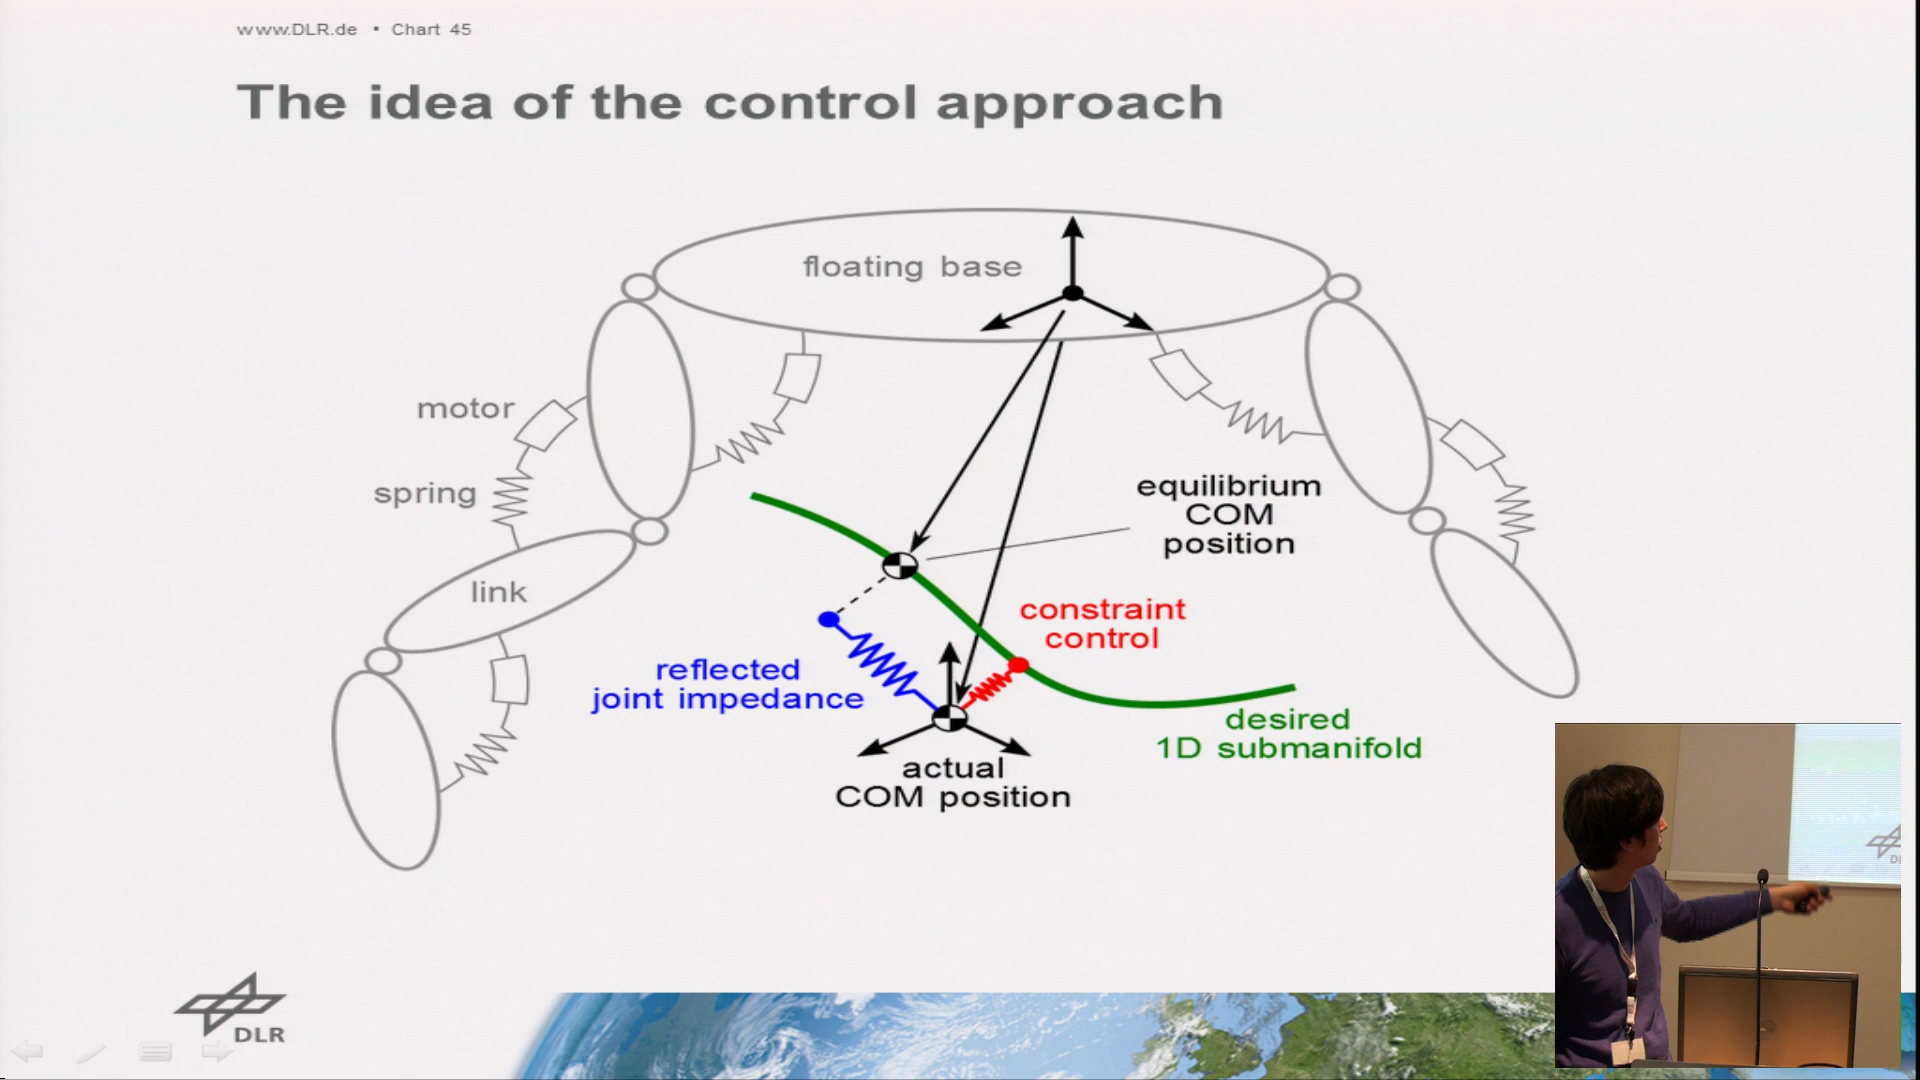 www.DLR.de • Chart 45
The idea of the control approach
floating base
motor
spring
link
equilibrium
COM
position
constraint
control
reflected
joint impedance
desired
1D submanifold
actual
COM position
DLR